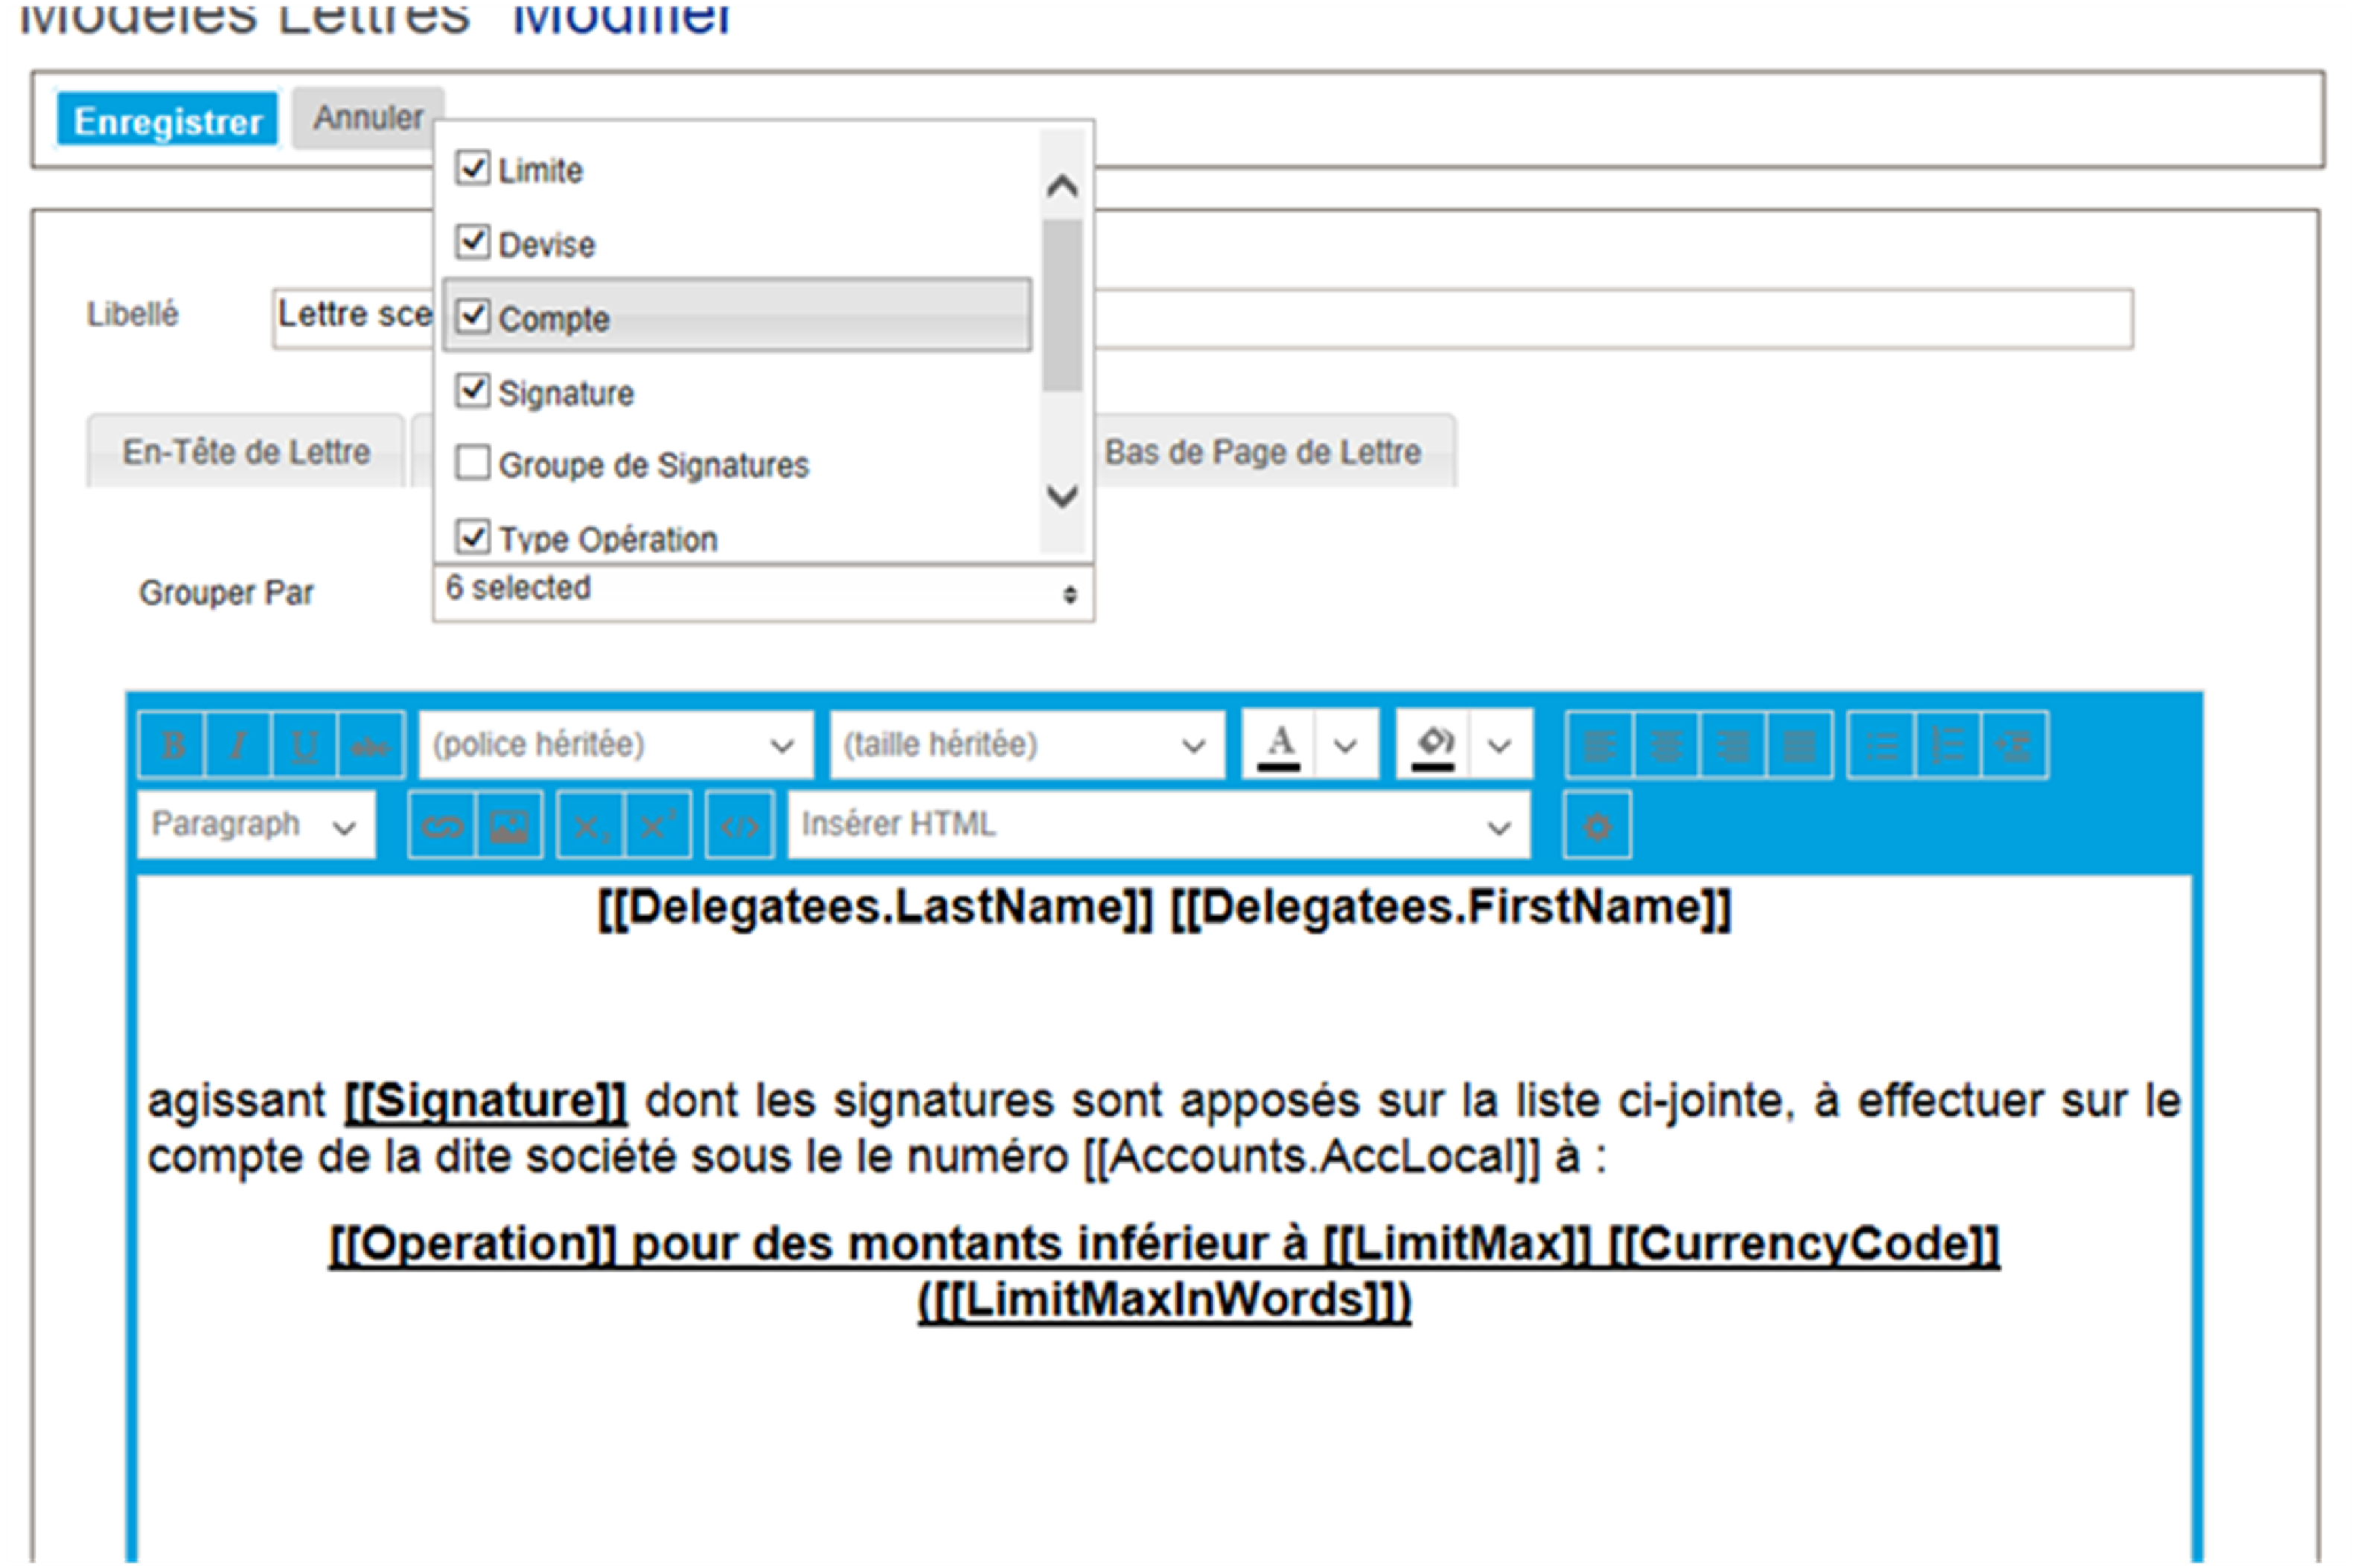 Modèles Lettres Modifier
Enregistrer Annuler
Limite
Devise
Libellé Lettre sce Compte
Signature
En-Tête de Lettre Bas de Page de Lettre
Groupe de Signatures
Type Opération
Grouper Par 6 selected
B I U abc (police héritée) (taille héritée) A
Paragraph X₂ X² </> Insérer HTML
[[Delegatees.LastName]] [[Delegatees.FirstName]]
agissant [[Signature]] dont les signatures sont apposés sur la liste ci-jointe, à effectuer sur le
compte de la dite société sous le le numéro [[Accounts.AccLocal]] à :
[[Operation]] pour des montants inférieur à [[LimitMax]] [[CurrencyCode]]
([[LimitMaxInWords]])